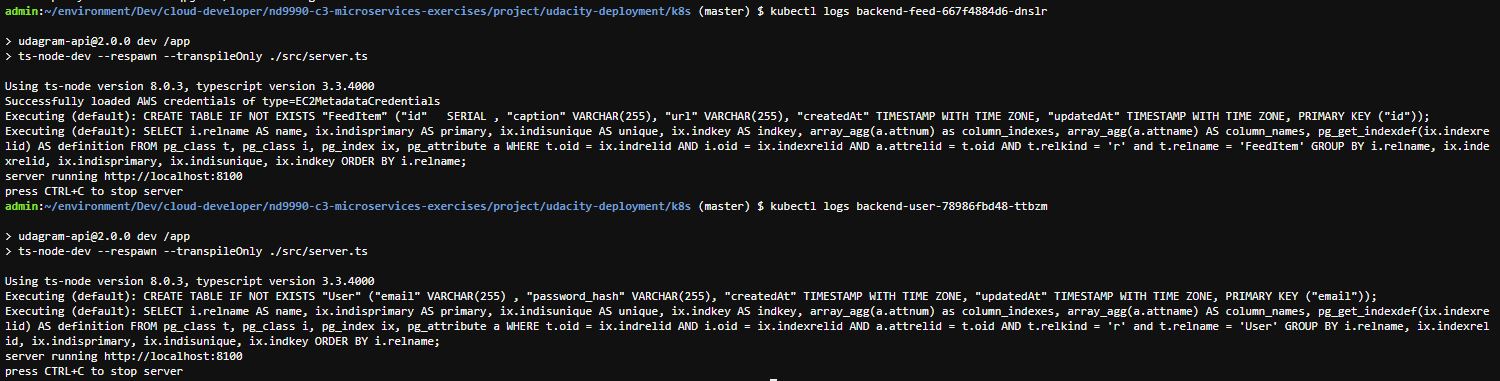 admin:~/environment/Dev/cloud-developer/nd9990-c3-microservices-exercises/project/udacity-deployment/k8s (master) $ kubectl logs backend-feed-667f4884d6-dnslr
> udagram-api@2.0.0 dev /app
> ts-node-dev --respawn --transpileOnly ./src/server.ts
Using ts-node version 8.0.3, typescript version 3.3.4000
Successfully loaded AWS credentials of type=EC2MetadataCredentials
Executing (default): CREATE TABLE IF NOT EXISTS "FeedItem" ("id"   SERIAL , "caption" VARCHAR(255), "url" VARCHAR(255), "createdAt" TIMESTAMP WITH TIME ZONE, "updatedAt" TIMESTAMP WITH TIME ZONE, PRIMARY KEY ("id"));
Executing (default): SELECT i.relname AS name, ix.indisprimary AS primary, ix.indisunique AS unique, ix.indkey AS indkey, array_agg(a.attnum) as column_indexes, array_agg(a.attname) AS column_names, pg_get_indexdef(ix.indexre
lid) AS definition FROM pg_class t, pg_class i, pg_index ix, pg_attribute a WHERE t.oid = ix.indrelid AND i.oid = ix.indexrelid AND a.attrelid = t.oid AND t.relkind = 'r' and t.relname = 'FeedItem' GROUP BY i.relname, ix.inde
xrelid, ix.indisprimary, ix.indisunique, ix.indkey ORDER BY i.relname;
server running http://localhost:8100
press CTRL+C to stop server
admin:~/environment/Dev/cloud-developer/nd9990-c3-microservices-exercises/project/udacity-deployment/k8s (master) $ kubectl logs backend-user-78986fbd48-ttbzm
> udagram-api@2.0.0 dev /app
> ts-node-dev --respawn --transpileOnly ./src/server.ts
Using ts-node version 8.0.3, typescript version 3.3.4000
Executing (default): CREATE TABLE IF NOT EXISTS "User" ("email" VARCHAR(255) , "password_hash" VARCHAR(255), "createdAt" TIMESTAMP WITH TIME ZONE, "updatedAt" TIMESTAMP WITH TIME ZONE, PRIMARY KEY ("email"));
Executing (default): SELECT i.relname AS name, ix.indisprimary AS primary, ix.indisunique AS unique, ix.indkey AS indkey, array_agg(a.attnum) as column_indexes, array_agg(a.attname) AS column_names, pg_get_indexdef(ix.indexre
lid) AS definition FROM pg_class t, pg_class i, pg_index ix, pg_attribute a WHERE t.oid = ix.indrelid AND i.oid = ix.indexrelid AND a.attrelid = t.oid AND t.relkind = 'r' and t.relname = 'User' GROUP BY i.relname, ix.indexrel
id, ix.indisprimary, ix.indisunique, ix.indkey ORDER BY i.relname;
server running http://localhost:8100
press CTRL+C to stop server